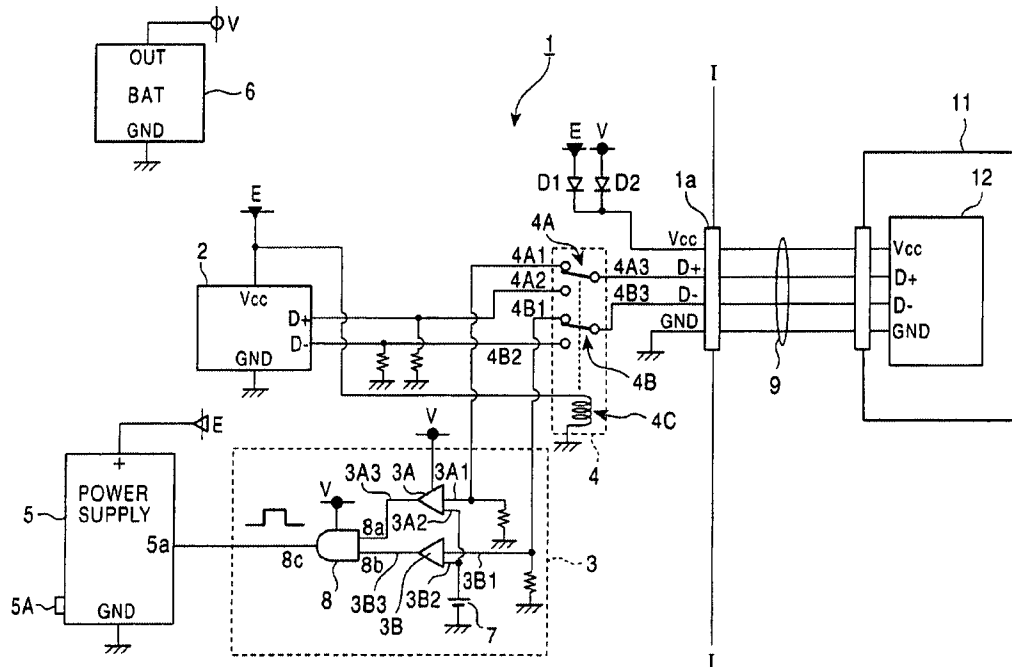 V
OUT
BAT
GND
6
1
I
E V
D1 D2
1a
11
12
E
2
Vcc
D+
D-
GND
4A
4A1
4A2
4A3
4B1
4B2
4B3
4B
4C
4
Vcc
D+
D-
GND
9
Vcc
D+
D-
GND
E
+
POWER
SUPPLY
5
5a
5A
GND
V
V
3A3
3A
3A1
3A2
8a
8b
8c
8
3B3
3B
3B2
3B1
7
3
I